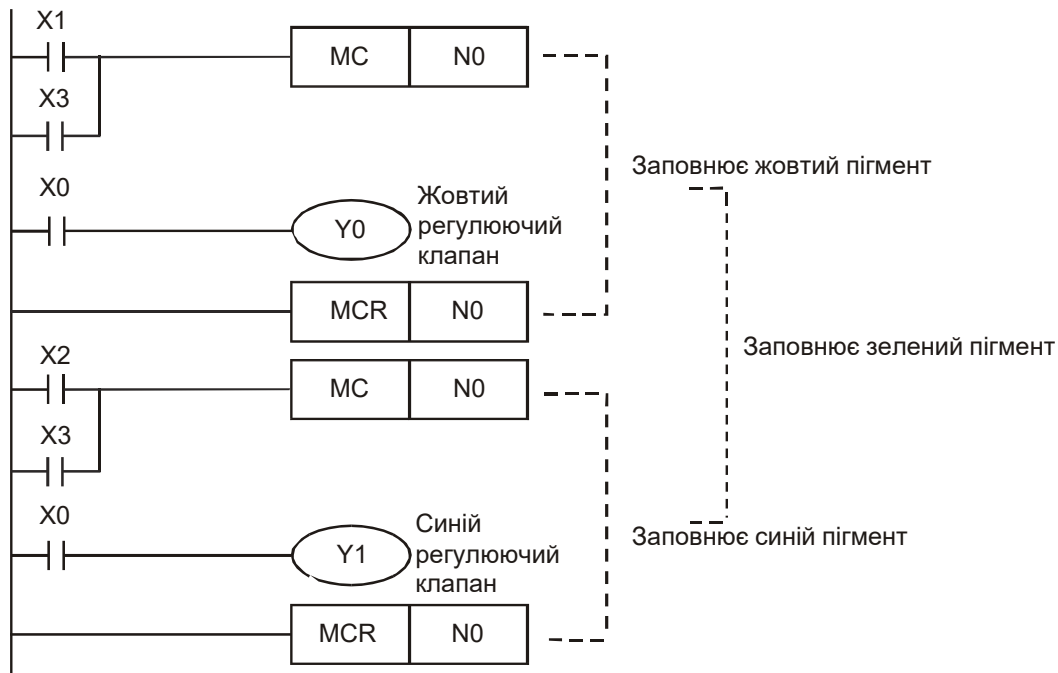 X1
MC N0
X3
Заповнює жовтий пігмент
X0
Y0
Жовтий
регулюючий
клапан
MCR N0
Заповнює зелений пігмент
X2
MC N0
X3
X0
Y1
Синій
регулюючий
клапан
Заповнює синій пігмент
MCR N0